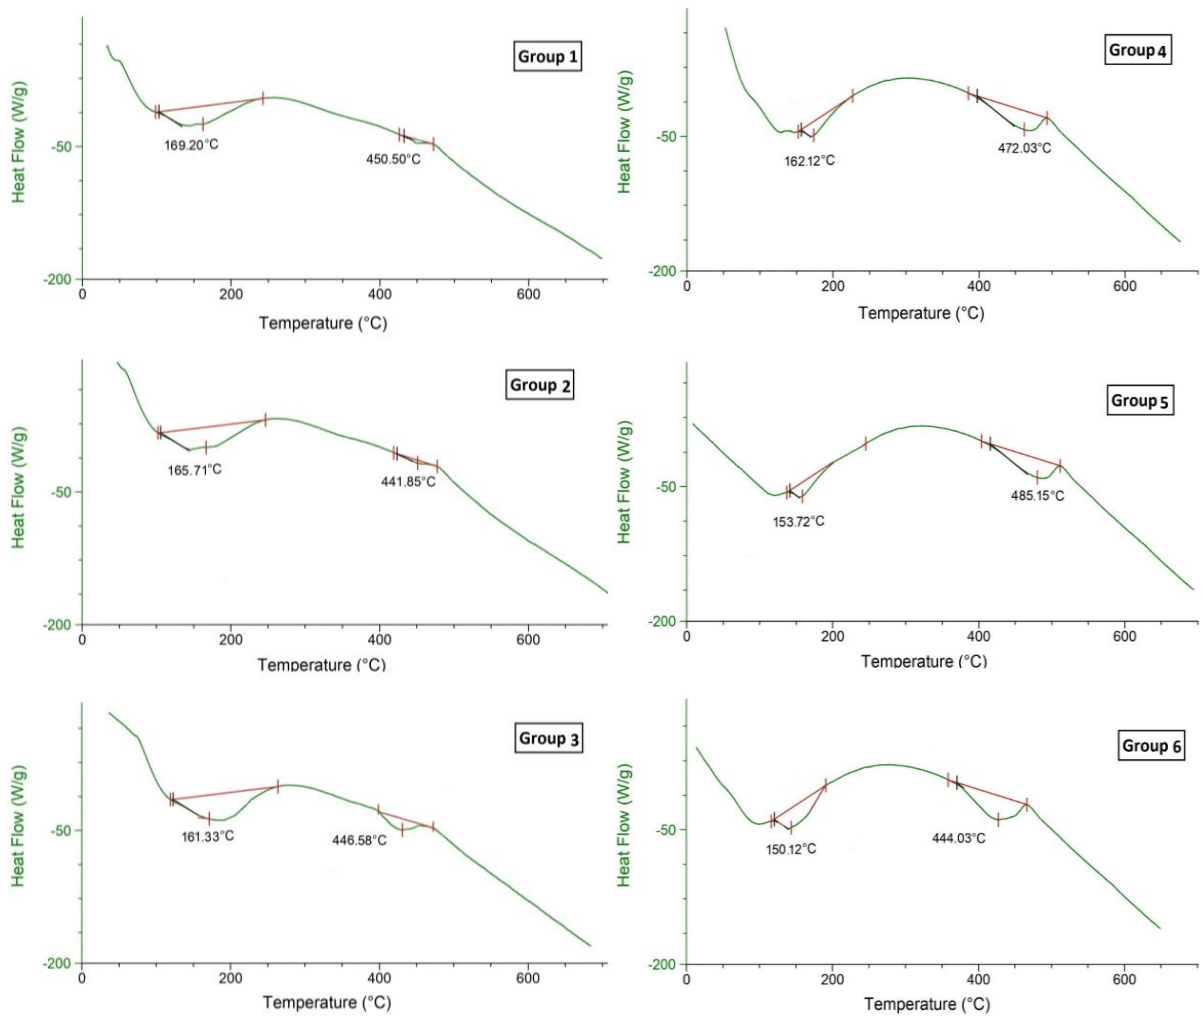 Group 1
Heat Flow (W/g)
-50
169.20°C
450.50°C
-200
0
200
400
600
Temperature (°C)
Group 4
Heat Flow (W/g)
-50
162.12°C
472.03°C
-200
0
200
400
600
Temperature (°C)
Group 2
Heat Flow (W/g)
-50
165.71°C
441.85°C
-200
0
200
400
600
Temperature (°C)
Group 5
Heat Flow (W/g)
-50
153.72°C
485.15°C
-200
0
200
400
600
Temperature (°C)
Group 3
Heat Flow (W/g)
-50
161.33°C
446.58°C
-200
0
200
400
600
Temperature (°C)
Group 6
Heat Flow (W/g)
-50
150.12°C
444.03°C
-200
0
200
400
600
Temperature (°C)